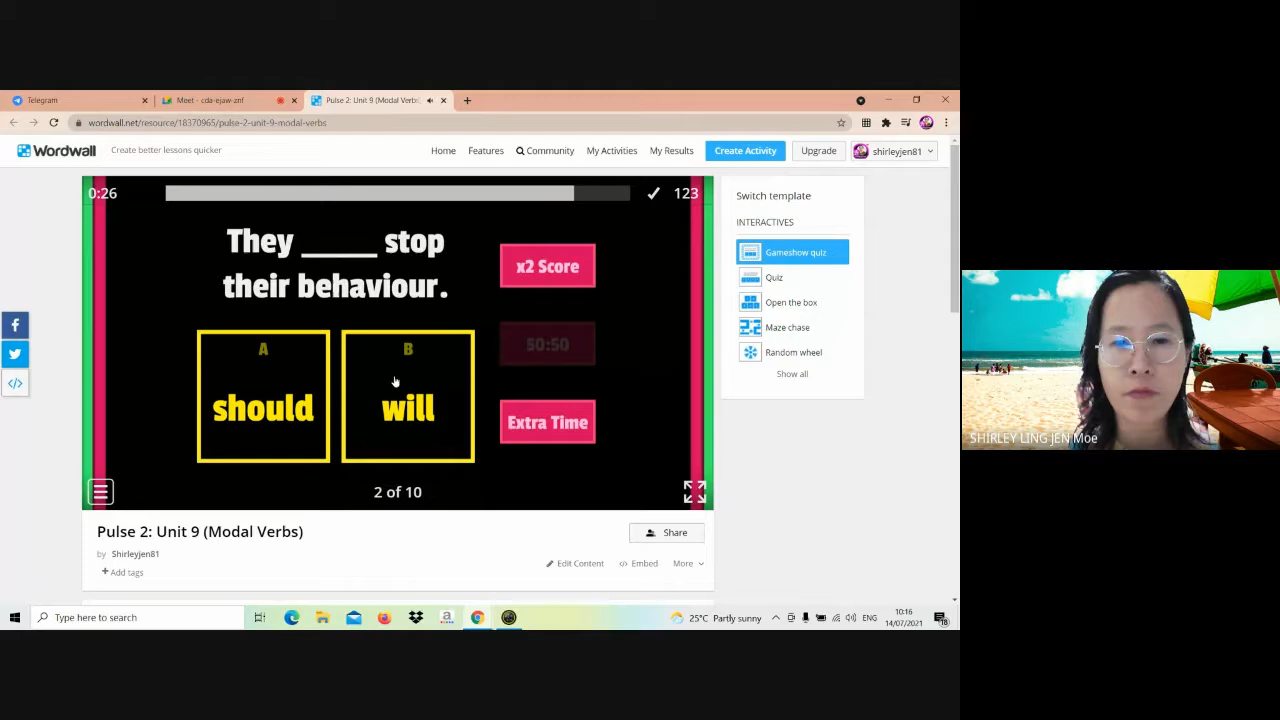 Telegram
Meet - cda-ejaw-znf
Pulse 2: Unit 9 (Modal Verbs
wordwall.net/resource/18370965/pulse-2-unit-9-modal-verbs
Wordwall
Create better lessons quicker
Home
Features
Community
My Activities
My Results
Create Activity
Upgrade
shirleyjen81
0:26
123
They _____ stop
their behaviour.
x2 Score
50:50
Extra Time
A
should
B
will
2 of 10
Switch template
INTERACTIVES
Gameshow quiz
Quiz
Open the box
Maze chase
Random wheel
Show all
Pulse 2: Unit 9 (Modal Verbs)
Share
by Shirleyjen81
Edit Content
Embed
More
Add tags
SHIRLEY LING JEN Moe
Type here to search
25°C Partly sunny
ENG
10:16
14/07/2021